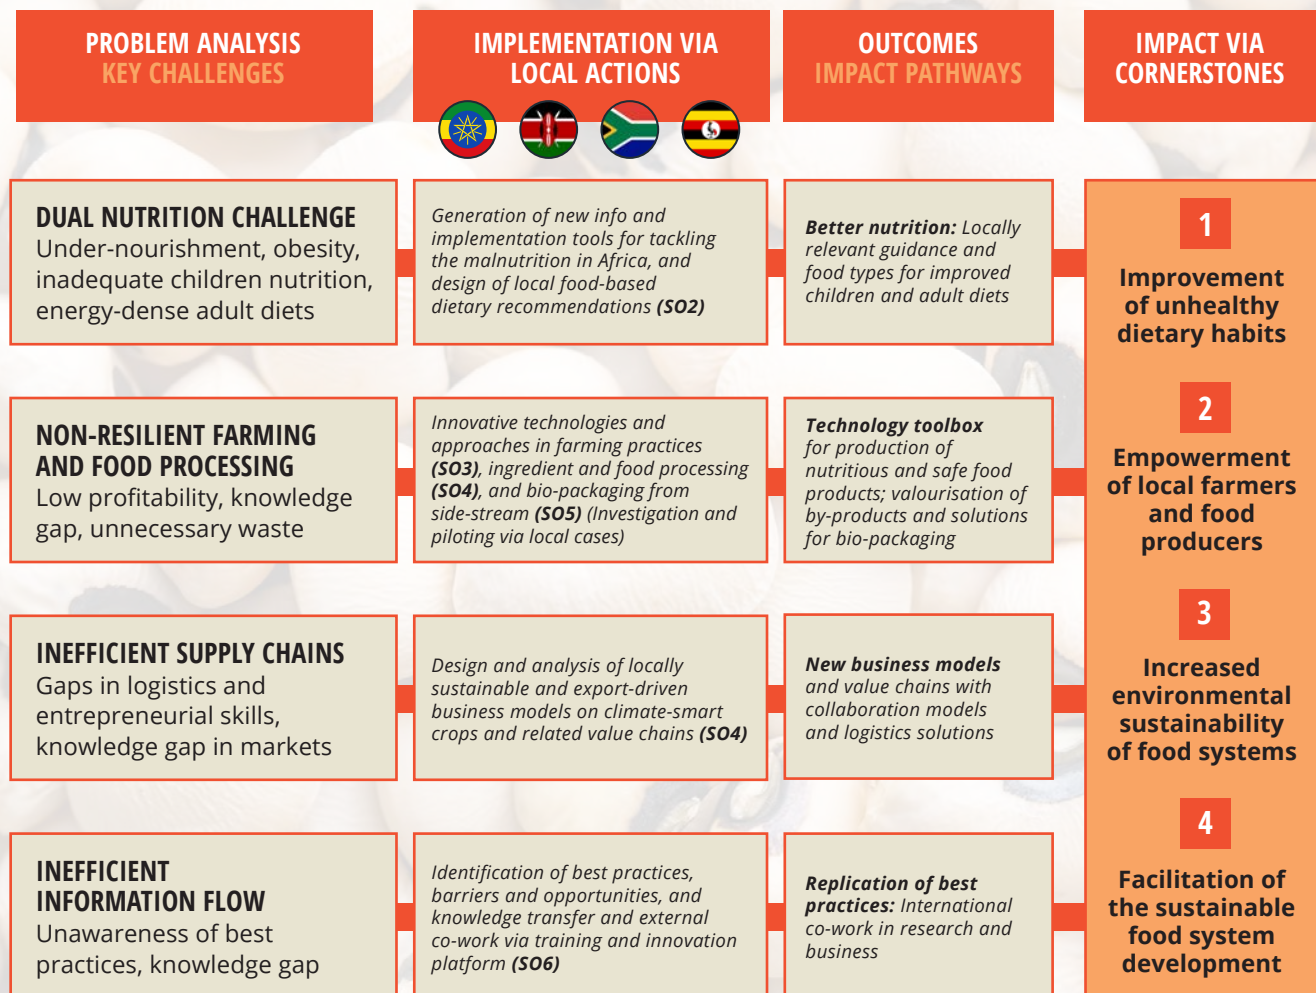 PROBLEM ANALYSIS
KEY CHALLENGES
IMPLEMENTATION VIA
LOCAL ACTIONS
OUTCOMES
IMPACT PATHWAYS
IMPACT VIA
CORNERSTONES
DUAL NUTRITION CHALLENGE
Under-nourishment, obesity,
inadequate children nutrition,
energy-dense adult diets
Generation of new info and
implementation tools for tackling
the malnutrition in Africa, and
design of local food-based
dietary recommendations (SO2)
Better nutrition: Locally
relevant guidance and
food types for improved
children and adult diets
1
Improvement
of unhealthy
dietary habits
NON-RESILIENT FARMING
AND FOOD PROCESSING
Low profitability, knowledge
gap, unnecessary waste
Innovative technologies and
approaches in farming practices
(SO3), ingredient and food processing
(SO4), and bio-packaging from
side-stream (SO5) (Investigation and
piloting via local cases)
Technology toolbox
for production of
nutritious and safe food
products; valourisation of
by-products and solutions
for bio-packaging
2
Empowerment
of local farmers
and food
producers
INEFFICIENT SUPPLY CHAINS
Gaps in logistics and
entrepreneurial skills,
knowledge gap in markets
Design and analysis of locally
sustainable and export-driven
business models on climate-smart
crops and related value chains (SO4)
New business models
and value chains with
collaboration models
and logistics solutions
3
Increased
environmental
sustainability
of food systems
INEFFICIENT
INFORMATION FLOW
Unawareness of best
practices, knowledge gap
Identification of best practices,
barriers and opportunities, and
knowledge transfer and external
co-work via training and innovation
platform (SO6)
Replication of best
practices: International
co-work in research and
business
4
Facilitation of
the sustainable
food system
development